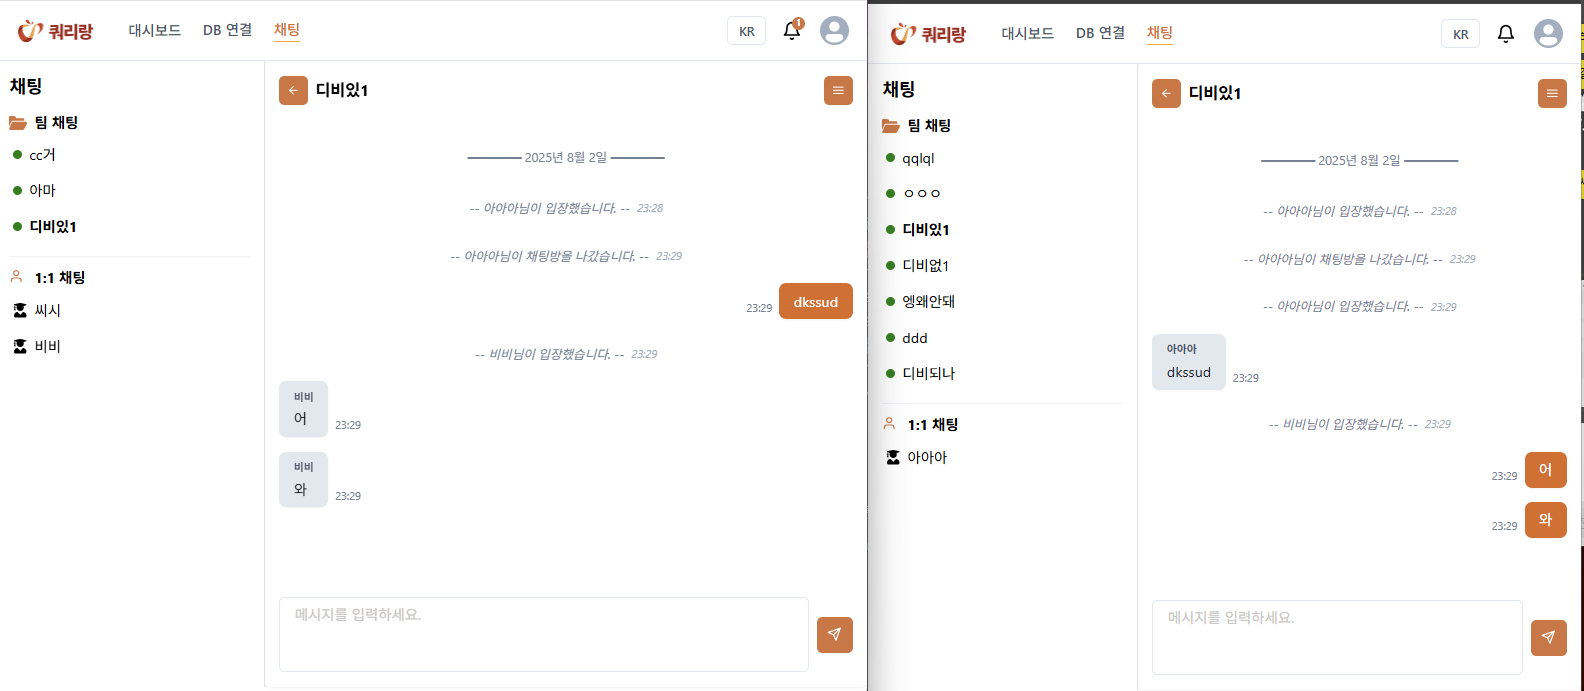 쿼리랑 대시보드 DB 연결 채팅 KR 1
채팅
팀 채팅
cc거
아마
디비있1
1:1 채팅
씨시
비비
디비있1
2025년 8월 2일
-- 아아아님이 입장했습니다. -- 23:28
-- 아아아님이 채팅방을 나갔습니다. -- 23:29
23:29 dkssud
-- 비비님이 입장했습니다. -- 23:29
비비
어 23:29
비비
와 23:29
메시지를 입력하세요.
쿼리랑 대시보드 DB 연결 채팅 KR
채팅
팀 채팅
qqlql
ㅇㅇㅇ
디비있1
디비없1
엥왜안돼
ddd
디비되나
1:1 채팅
아아아
디비있1
2025년 8월 2일
-- 아아아님이 입장했습니다. -- 23:28
-- 아아아님이 채팅방을 나갔습니다. -- 23:29
-- 아아아님이 입장했습니다. -- 23:29
아아아
dkssud 23:29
-- 비비님이 입장했습니다. -- 23:29
23:29 어
23:29 와
메시지를 입력하세요.